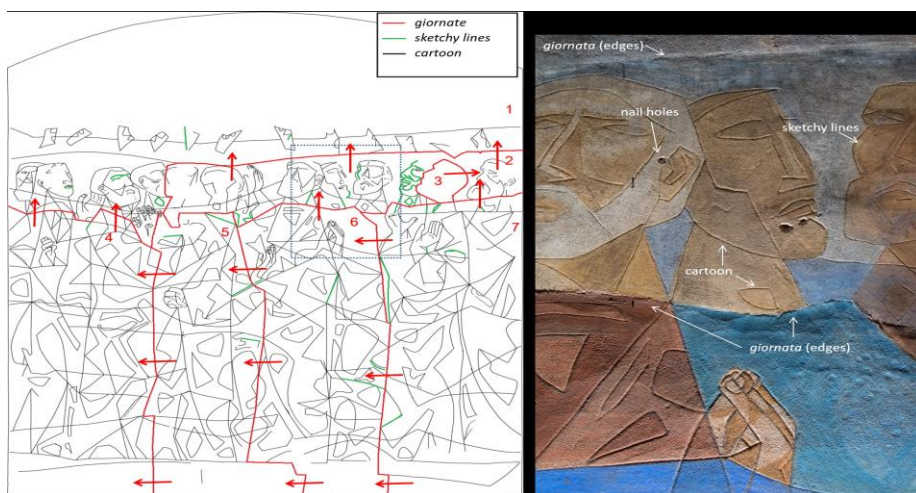 giornate
sketchy lines
cartoon
1
2
3
4
5
6
7
giornata (edges)
nail holes
sketchy lines
cartoon
giornata (edges)